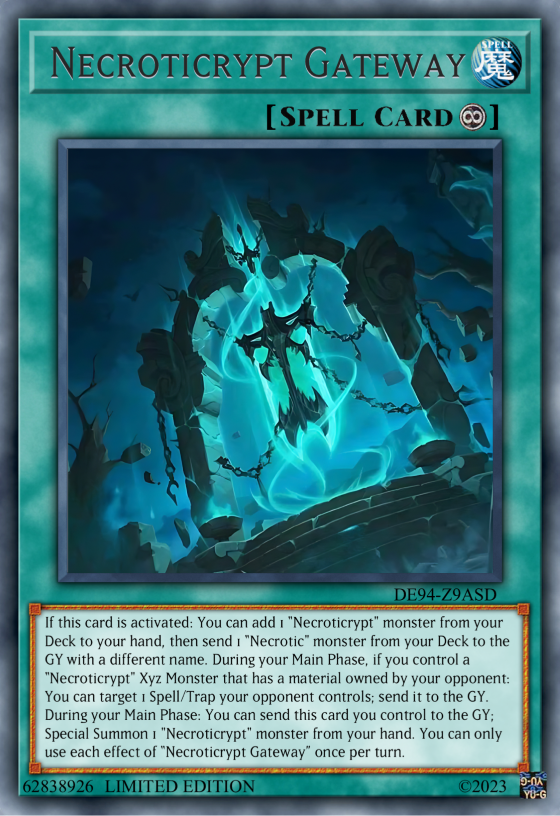 Necroticrypt Gateway
SPELL
魔
[Spell Card ]
DE94-Z9ASD
If this card is activated: You can add 1 "Necroticrypt" monster from your
Deck to your hand, then send 1 "Necrotic" monster from your Deck to the
GY with a different name. During your Main Phase, if you control a
"Necroticrypt" Xyz Monster that has a material owned by your opponent:
You can target 1 Spell/Trap your opponent controls; send it to the GY.
During your Main Phase: You can send this card you control to the GY;
Special Summon 1 "Necroticrypt" monster from your hand. You can only
use each effect of "Necroticrypt Gateway" once per turn.
62838926 LIMITED EDITION
©2023
YU-G
YU-G